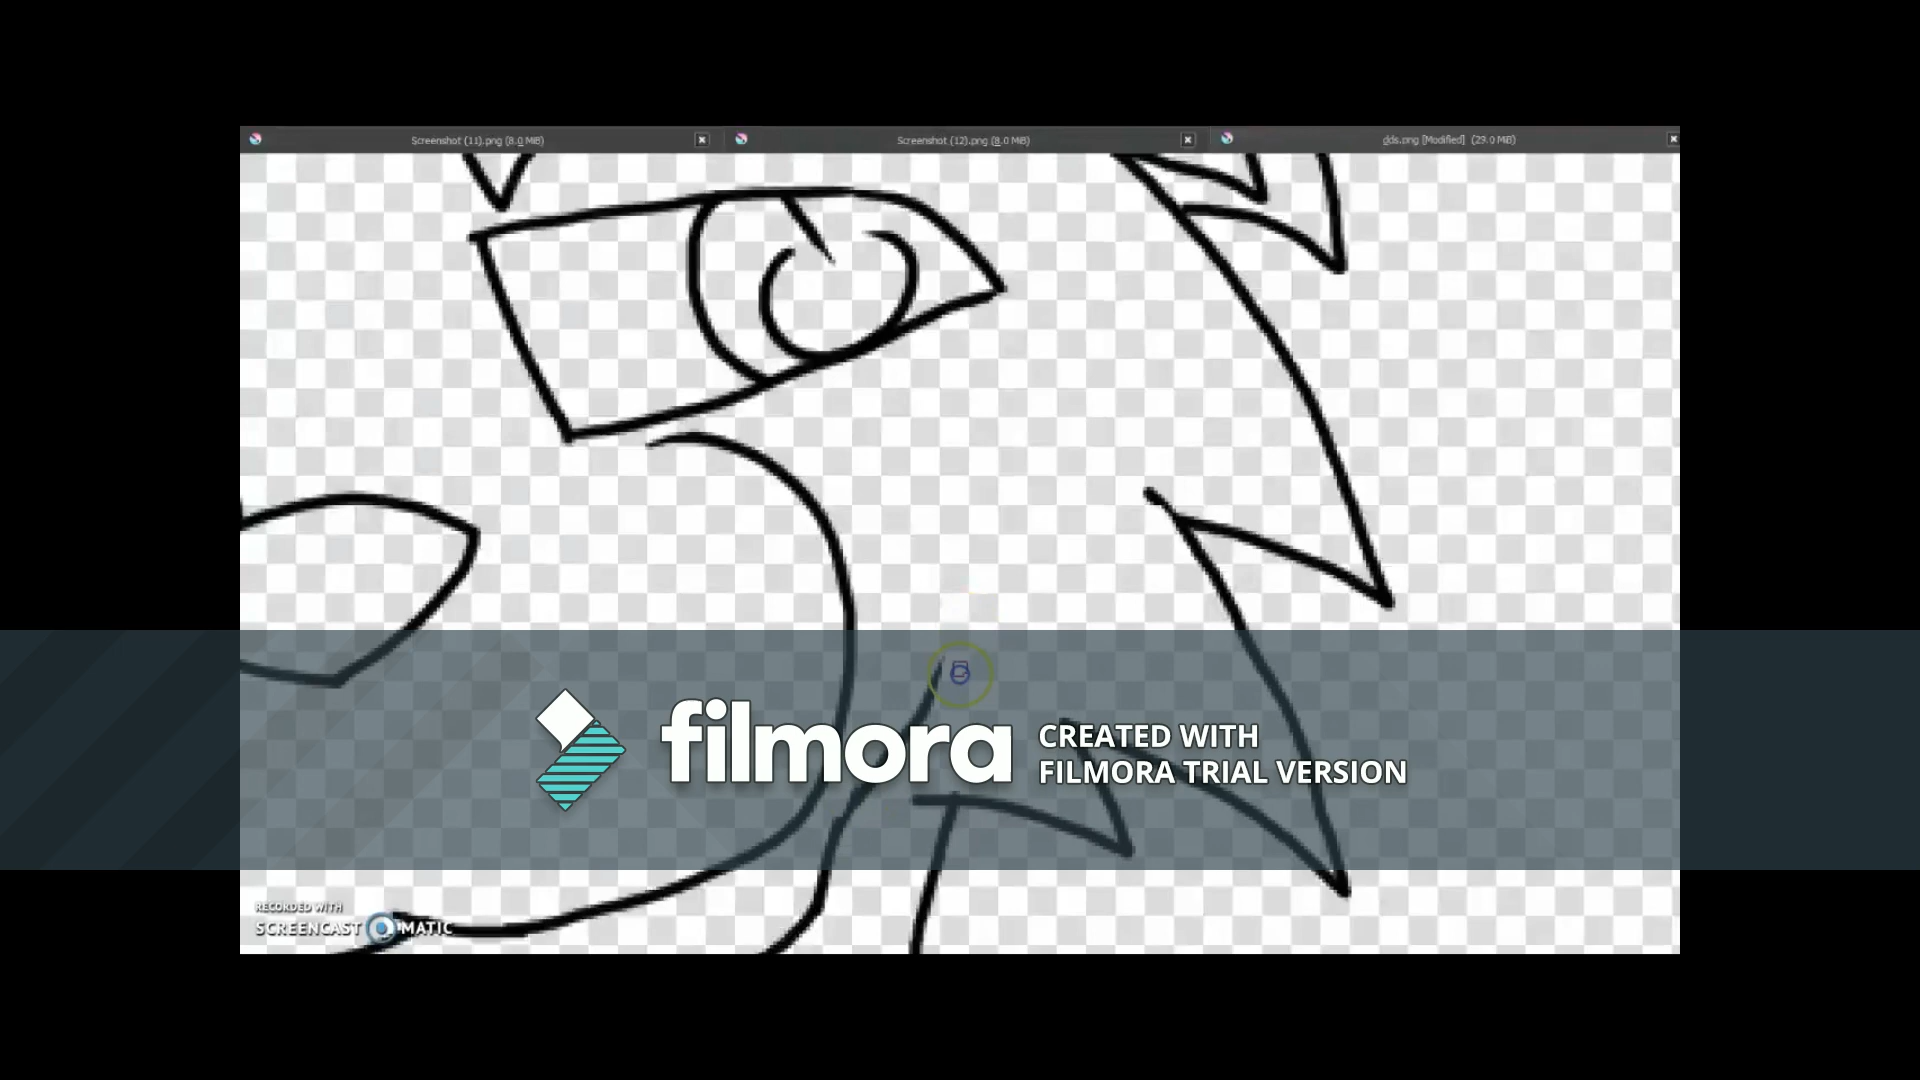 Screenshot (11).png (8.0 MiB)
Screenshot (12).png (8.0 MiB)
dds.png [Modified] (29.0 MiB)
filmora
CREATED WITH
FILMORA TRIAL VERSION
RECORDED WITH
SCREENCAST MATIC